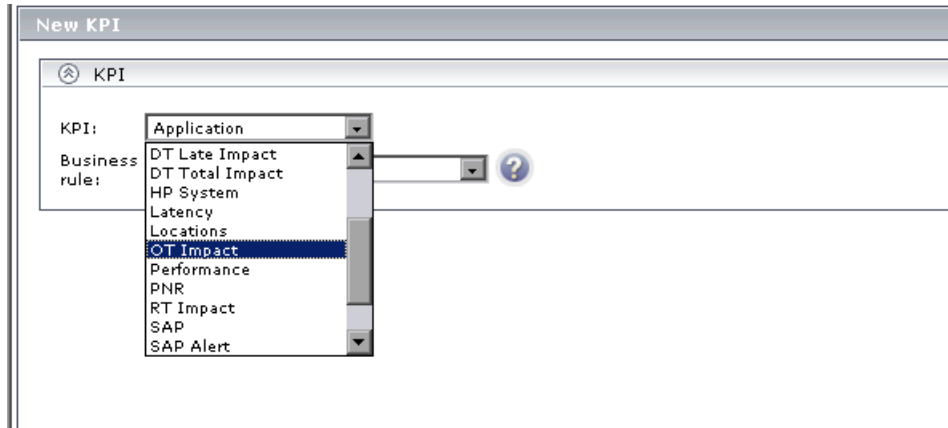 New KPI
KPI
KPI: Application
Business
rule:
DT Late Impact
DT Total Impact
HP System
Latency
Locations
OT Impact
Performance
PNR
RT Impact
SAP
SAP Alert
?